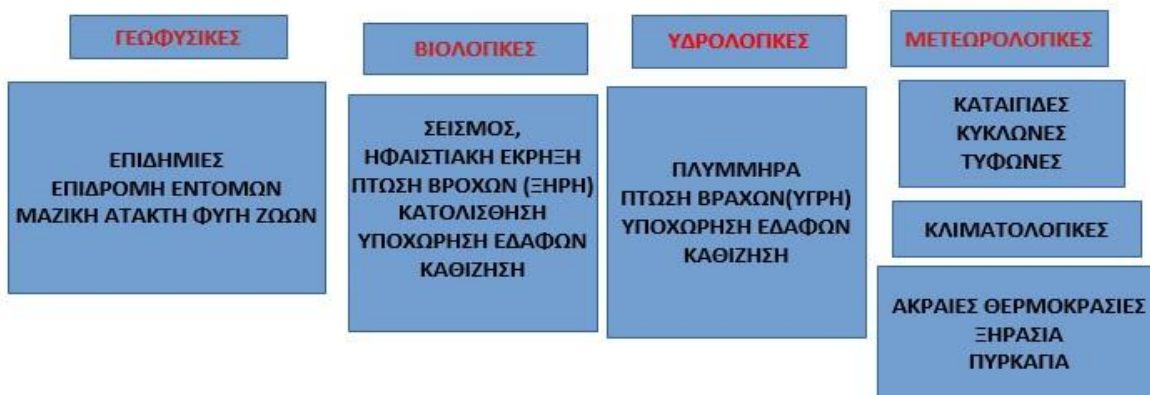 ΓΕΩΦΥΣΙΚΕΣ
ΕΠΙΔΗΜΙΕΣ
ΕΠΙΔΡΟΜΗ ΕΝΤΟΜΩΝ
ΜΑΖΙΚΗ ΑΤΑΚΤΗ ΦΥΓΗ ΖΩΩΝ
ΒΙΟΛΟΓΙΚΕΣ
ΣΕΙΣΜΟΣ,
ΗΦΑΙΣΤΙΑΚΗ ΕΚΡΗΞΗ
ΠΤΩΣΗ ΒΡΟΧΩΝ (ΞΗΡΗ)
ΚΑΤΟΛΙΣΘΗΣΗ
ΥΠΟΧΩΡΗΣΗ ΕΔΑΦΩΝ
ΚΑΘΙΖΗΣΗ
ΥΔΡΟΛΟΓΙΚΕΣ
ΠΛΥΜΜΗΡΑ
ΠΤΩΣΗ ΒΡΑΧΩΝ(ΥΓΡΗ)
ΥΠΟΧΩΡΗΣΗ ΕΔΑΦΩΝ
ΚΑΘΙΖΗΣΗ
ΜΕΤΕΩΡΟΛΟΓΙΚΕΣ
ΚΑΤΑΙΓΙΔΕΣ
ΚΥΚΛΩΝΕΣ
ΤΥΦΩΝΕΣ
ΚΛΙΜΑΤΟΛΟΓΙΚΕΣ
ΑΚΡΑΙΕΣ ΘΕΡΜΟΚΡΑΣΙΕΣ
ΞΗΡΑΣΙΑ
ΠΥΡΚΑΓΙΑ